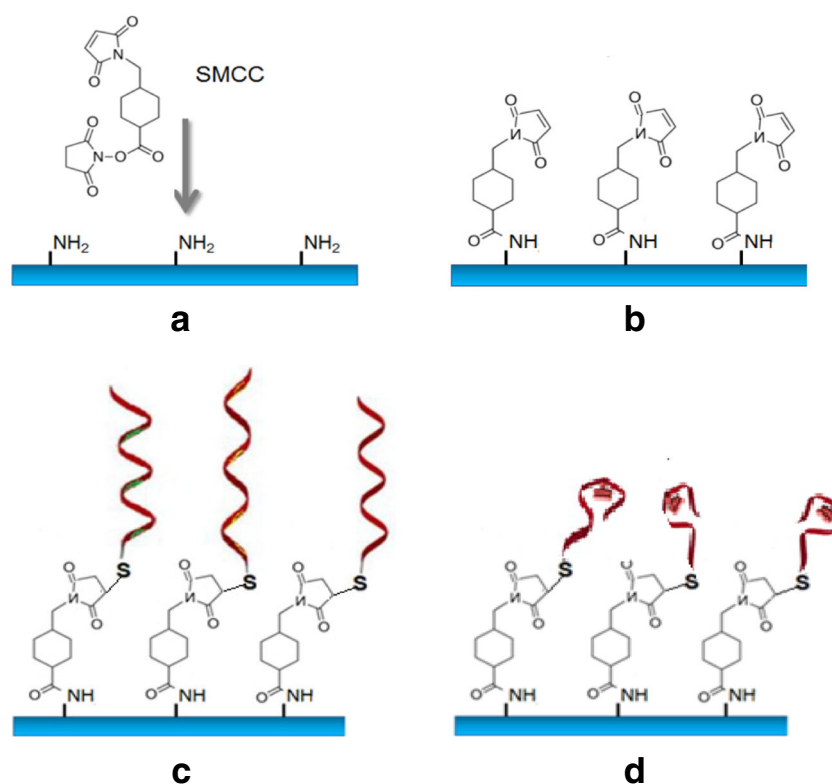 O
N
O
SMCC
O
N–O O
O
NH₂ NH₂ NH₂
a
O O O
И И И
O O O
O NH O NH O NH
b
S S S
O O O
И И И
O O O
O NH O NH O NH
c
S S S
O O
И И И
O O O
O NH O NH O NH
d